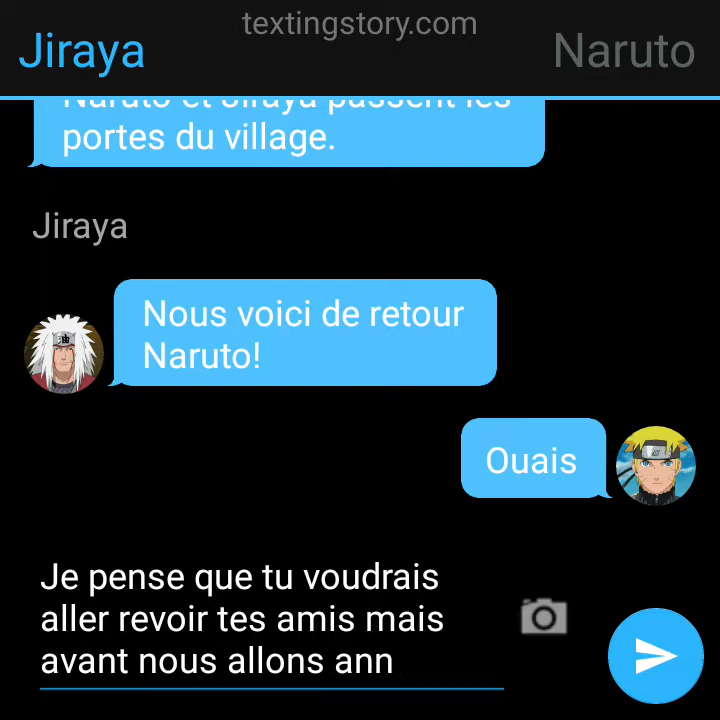 textingstory.com
Jiraya
Naruto
Naruto et Jiraya passent les
portes du village.
Jiraya
Nous voici de retour
Naruto!
Ouais
Je pense que tu voudrais
aller revoir tes amis mais
avant nous allons ann